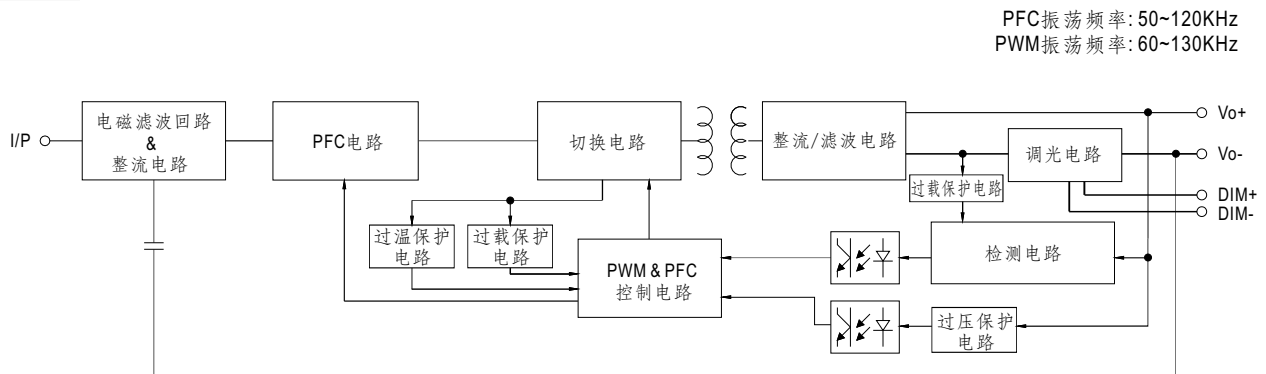 PFC振荡频率: 50~120KHz
PWM振荡频率: 60~130KHz
I/P
电磁滤波回路
&
整流电路
PFC电路
切换电路
整流/滤波电路
调光电路
Vo+
Vo-
DIM+
DIM-
过载保护电路
过温保护
电路
过载保护
电路
PWM & PFC
控制电路
检测电路
过压保护
电路